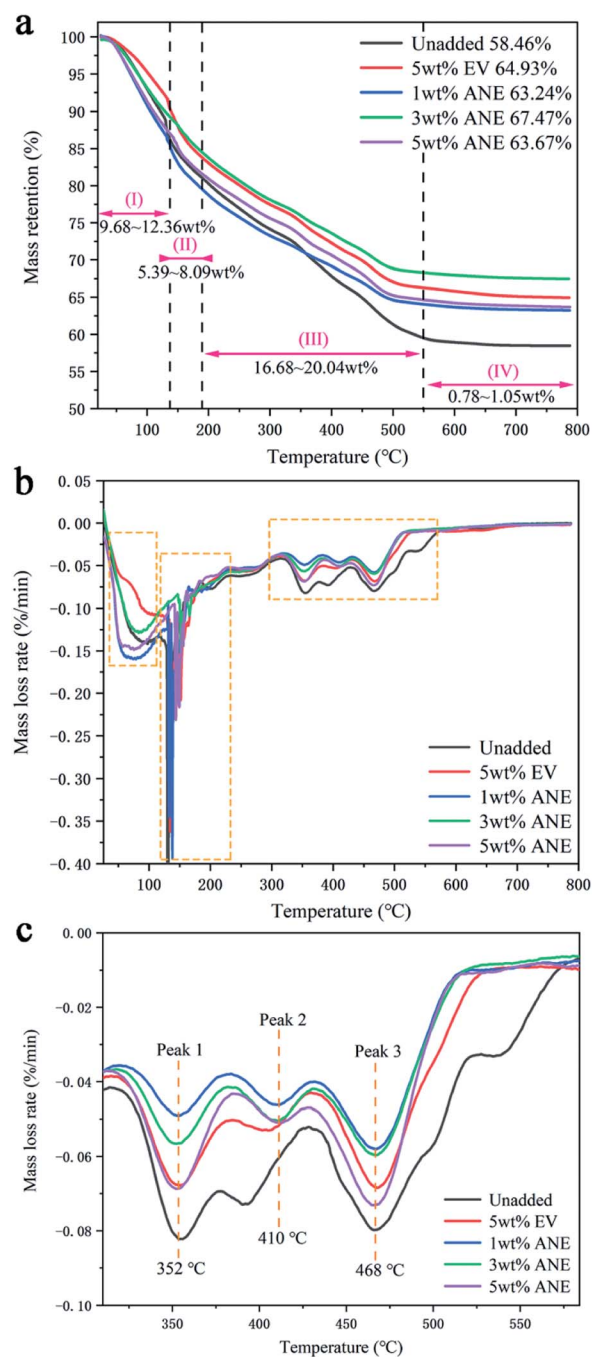 a
100
95
90
85
80
75
70
65
60
55
50
Mass retention (%)
Unadded 58.46%
5wt% EV 64.93%
1wt% ANE 63.24%
3wt% ANE 67.47%
5wt% ANE 63.67%
(I)
9.68~12.36wt%
(II)
5.39~8.09wt%
(III)
16.68~20.04wt%
(IV)
0.78~1.05wt%
100 200 300 400 500 600 700 800
Temperature (℃)
b
0.05
0.00
-0.05
-0.10
-0.15
-0.20
-0.25
-0.30
-0.35
-0.40
Mass loss rate (%/min)
Unadded
5wt% EV
1wt% ANE
3wt% ANE
5wt% ANE
100 200 300 400 500 600 700 800
Temperature (℃)
c
0.00
-0.02
-0.04
-0.06
-0.08
-0.10
Mass loss rate (%/min)
Peak 1
Peak 2
Peak 3
352 ℃
410 ℃
468 ℃
Unadded
5wt% EV
1wt% ANE
3wt% ANE
5wt% ANE
350 400 450 500 550
Temperature (℃)